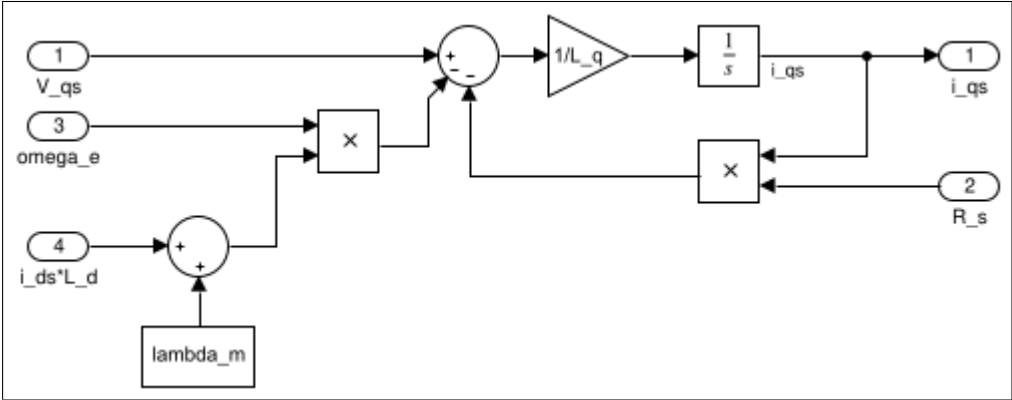 1
V_qs
3
omega_e
4
i_ds*L_d
+
+
lambda_m
×
+
−
−
1/L_q
1
s
i_qs
×
1
i_qs
2
R_s